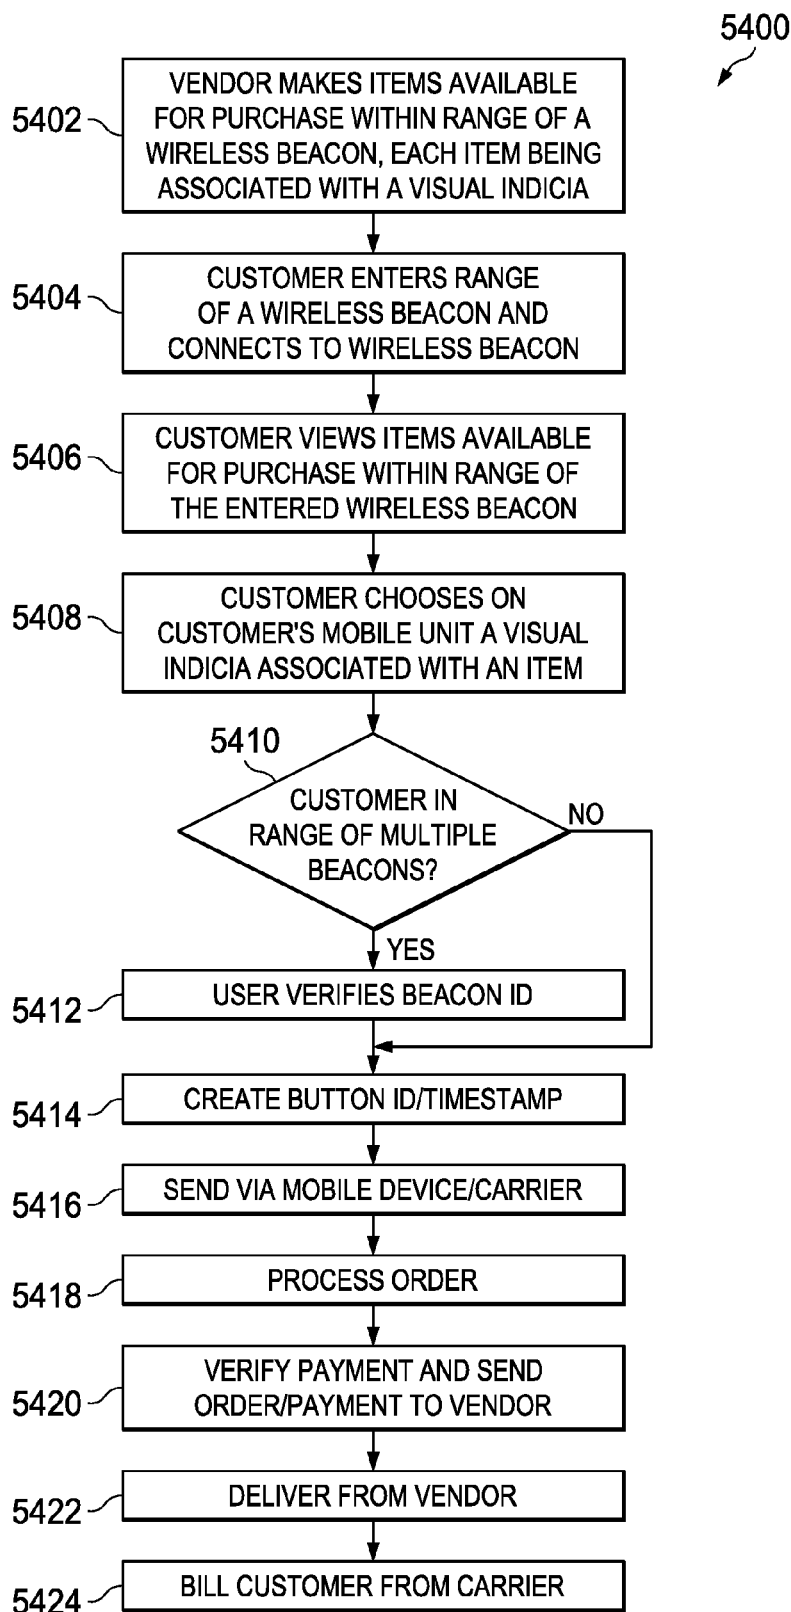 5400
5402
VENDOR MAKES ITEMS AVAILABLE
FOR PURCHASE WITHIN RANGE OF A
WIRELESS BEACON, EACH ITEM BEING
ASSOCIATED WITH A VISUAL INDICIA
5404
CUSTOMER ENTERS RANGE
OF A WIRELESS BEACON AND
CONNECTS TO WIRELESS BEACON
5406
CUSTOMER VIEWS ITEMS AVAILABLE
FOR PURCHASE WITHIN RANGE OF
THE ENTERED WIRELESS BEACON
5408
CUSTOMER CHOOSES ON
CUSTOMER'S MOBILE UNIT A VISUAL
INDICIA ASSOCIATED WITH AN ITEM
5410
CUSTOMER IN
RANGE OF MULTIPLE
BEACONS?
NO
YES
5412
USER VERIFIES BEACON ID
5414
CREATE BUTTON ID/TIMESTAMP
5416
SEND VIA MOBILE DEVICE/CARRIER
5418
PROCESS ORDER
5420
VERIFY PAYMENT AND SEND
ORDER/PAYMENT TO VENDOR
5422
DELIVER FROM VENDOR
5424
BILL CUSTOMER FROM CARRIER